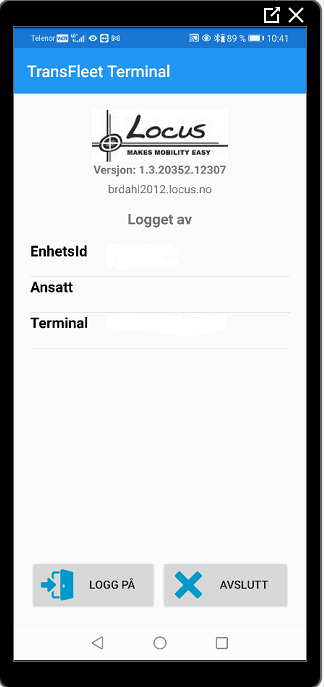 Telenor VoLTE 89 % 10:41
TransFleet Terminal
Locus
MAKES MOBILITY EASY
Versjon: 1.3.20352.12307
brdahl2012.locus.no
Logget av
EnhetsId
Ansatt
Terminal
LOGG PÅ
AVSLUTT